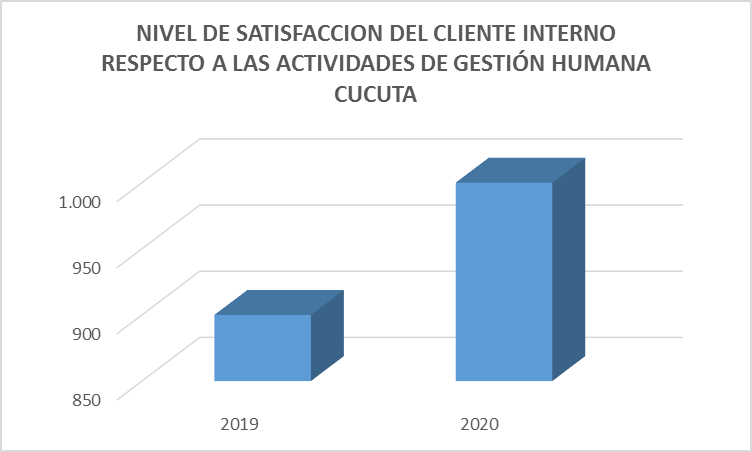 NIVEL DE SATISFACCION DEL CLIENTE INTERNO
RESPECTO A LAS ACTIVIDADES DE GESTIÓN HUMANA
CUCUTA
1.000
950
900
850
2019
2020